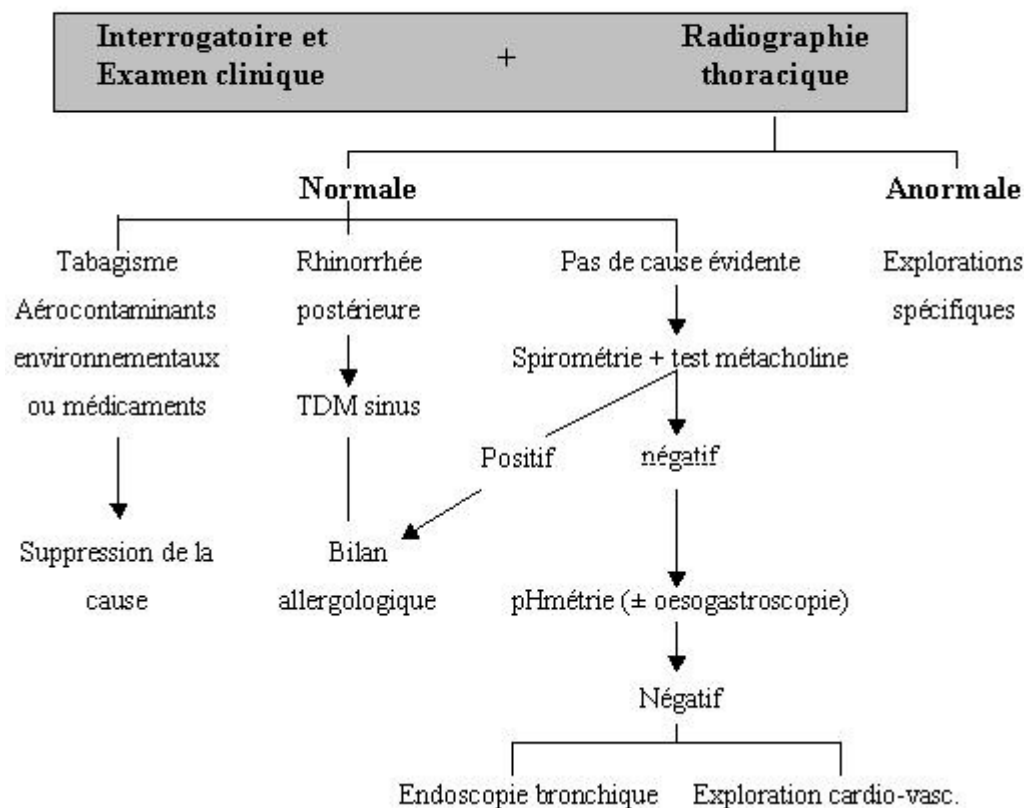 Interrogatoire et
Examen clinique
+
Radiographie
thoracique
Normale
Anormale
Tabagisme
Aérocontaminants
environnementaux
ou médicaments
Suppression de la
cause
Rhinorrhée
postérieure
TDM sinus
Bilan
allergologique
Pas de cause évidente
Spirométrie + test métacholine
Positif
négatif
pHmétrie (± oesogastroscopie)
Négatif
Endoscopie bronchique
Exploration cardio-vasc.
Explorations
spécifiques